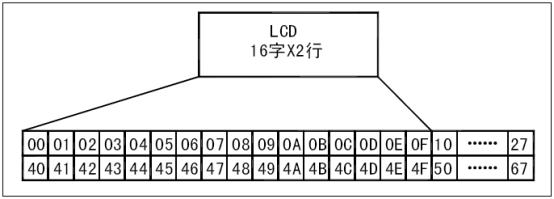 LCD
16字X2行
00 01 02 03 04 05 06 07 08 09 0A 0B 0C 0D 0E 0F 10 ······ 27
40 41 42 43 44 45 46 47 48 49 4A 4B 4C 4D 4E 4F 50 ······ 67